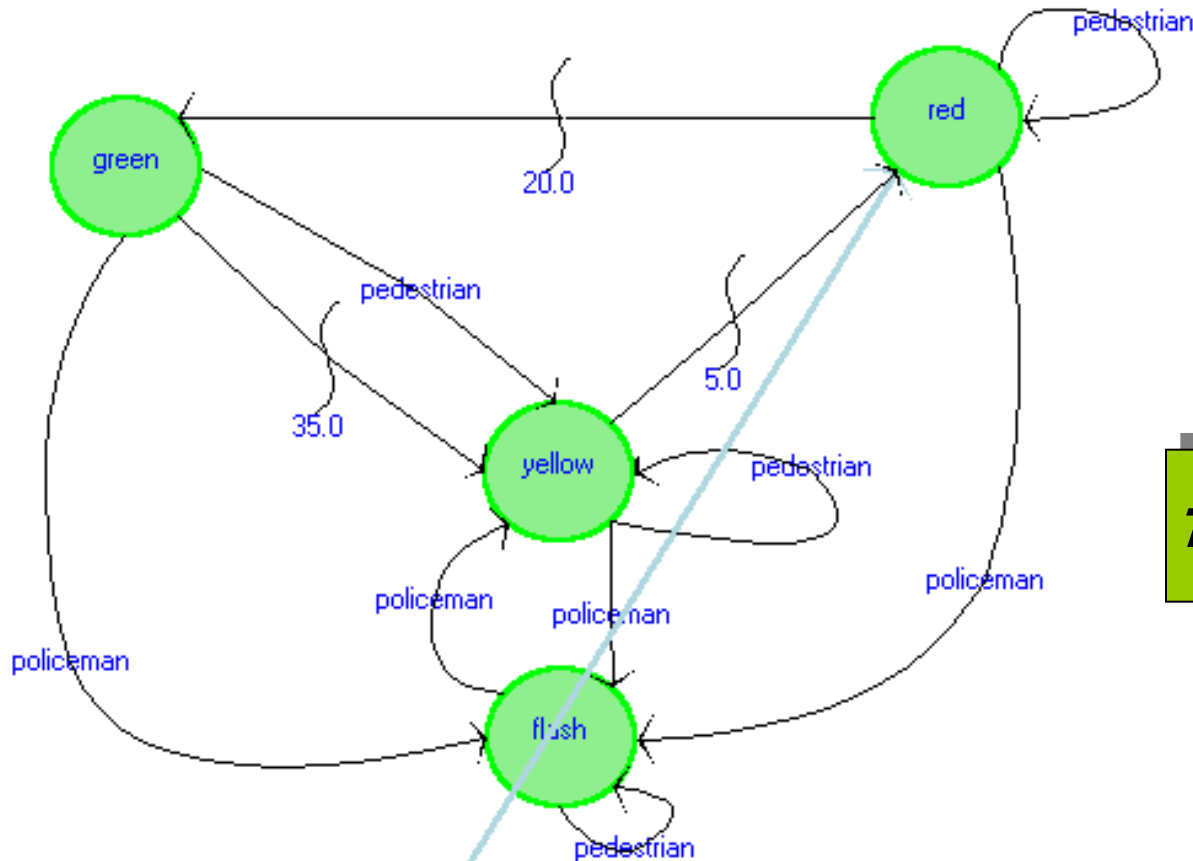 pedestrian
red
green
20.0
pedestrian
5.0
35.0
yellow
pedestrian
policeman
policeman
policeman
policeman
flush
pedestrian